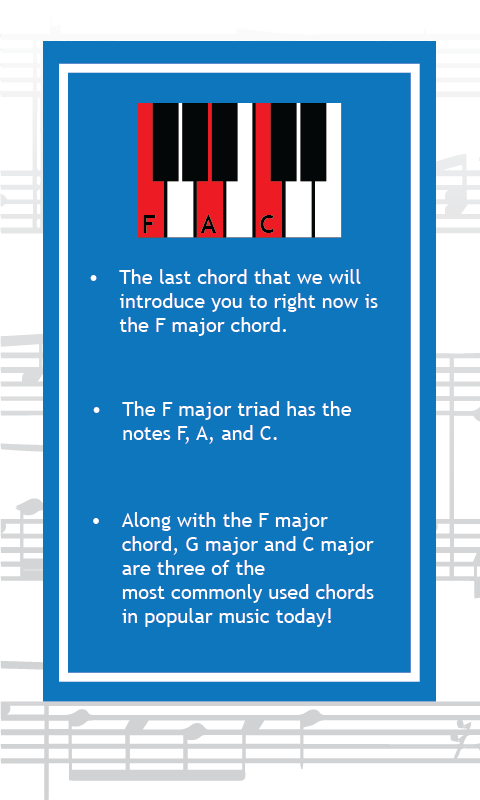 F A C
• The last chord that we will
introduce you to right now is
the F major chord.
• The F major triad has the
notes F, A, and C.
• Along with the F major
chord, G major and C major
are three of the
most commonly used chords
in popular music today!